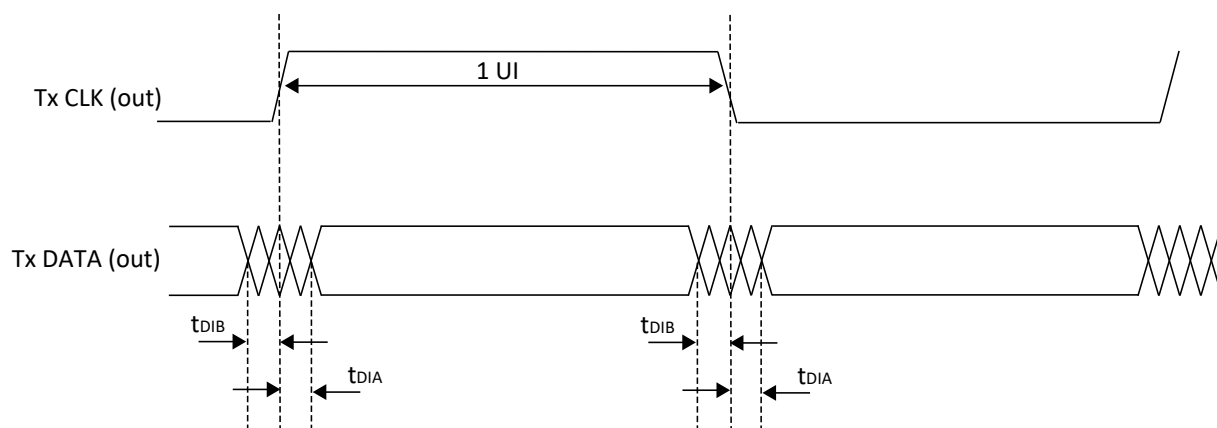 1 UI
Tx CLK (out)
Tx DATA (out)
tDIB
tDIB
tDIA
tDIA